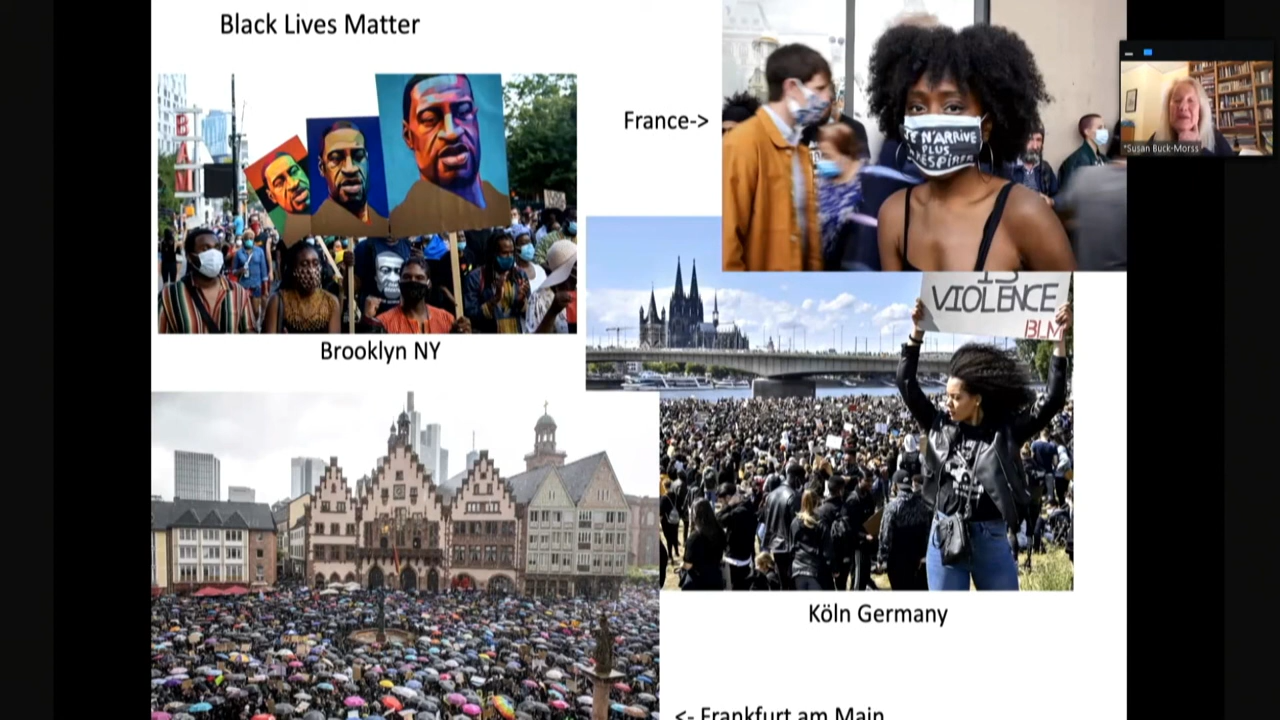 Black Lives Matter
France->
JE N'ARRIVE
PLUS
À RESPIRER
*Susan Buck-Morss
B
IS
VIOLENCE
BLM
Brooklyn NY
Köln Germany
<- Frankfurt am Main